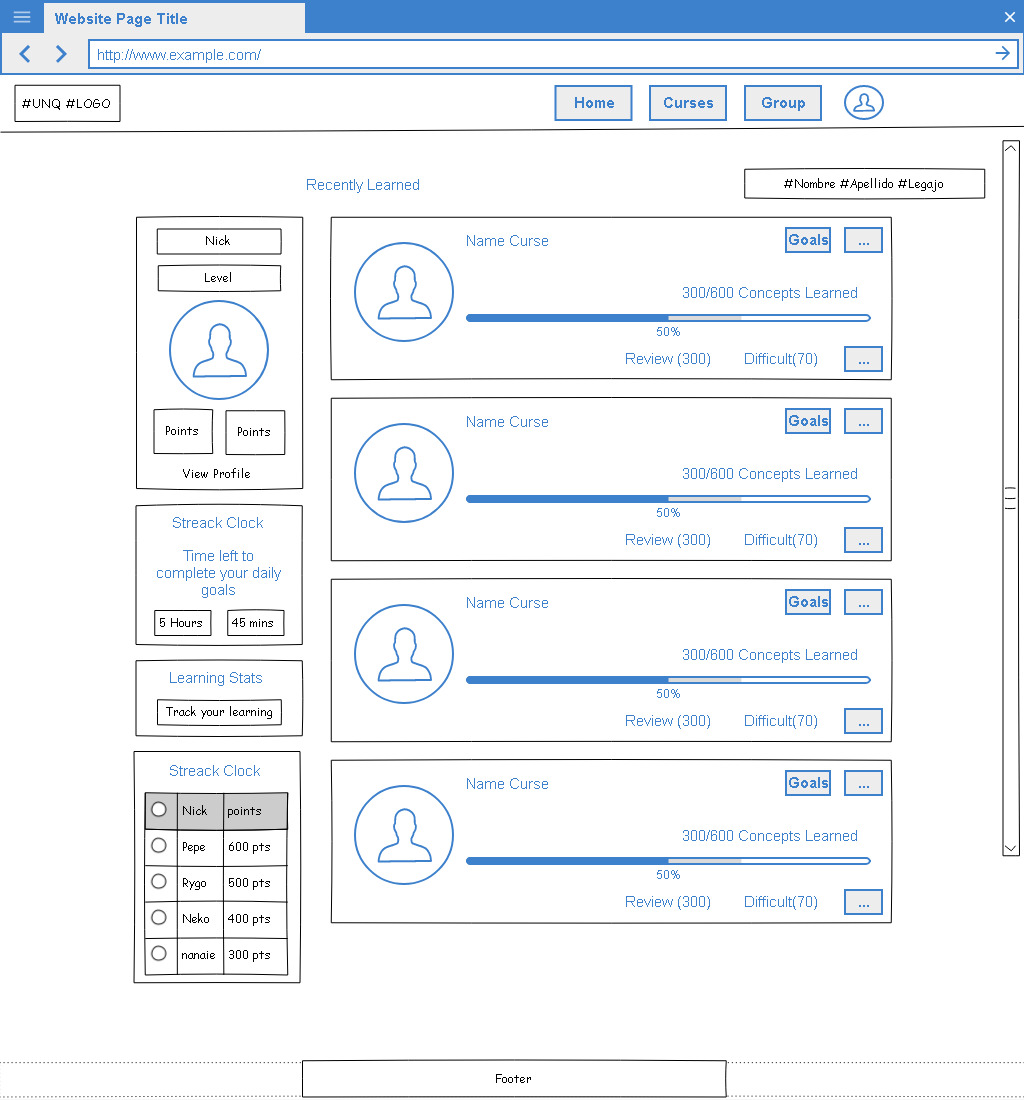 Website Page Title
http://www.example.com/
#UNQ #LOGO
Home
Curses
Group
Recently Learned
#Nombre #Apellido #Legajo
Nick
Level
Points
Points
View Profile
Streack Clock
Time left to
complete your daily
goals
5 Hours
45 mins
Learning Stats
Track your learning
Streack Clock
Nick points
Pepe 600 pts
Rygo 500 pts
Neko 400 pts
nanaie 300 pts
Name Curse
Goals
...
300/600 Concepts Learned
50%
Review (300)
Difficult(70)
...
Name Curse
Goals
...
300/600 Concepts Learned
50%
Review (300)
Difficult(70)
...
Name Curse
Goals
...
300/600 Concepts Learned
50%
Review (300)
Difficult(70)
...
Name Curse
Goals
...
300/600 Concepts Learned
50%
Review (300)
Difficult(70)
...
Footer